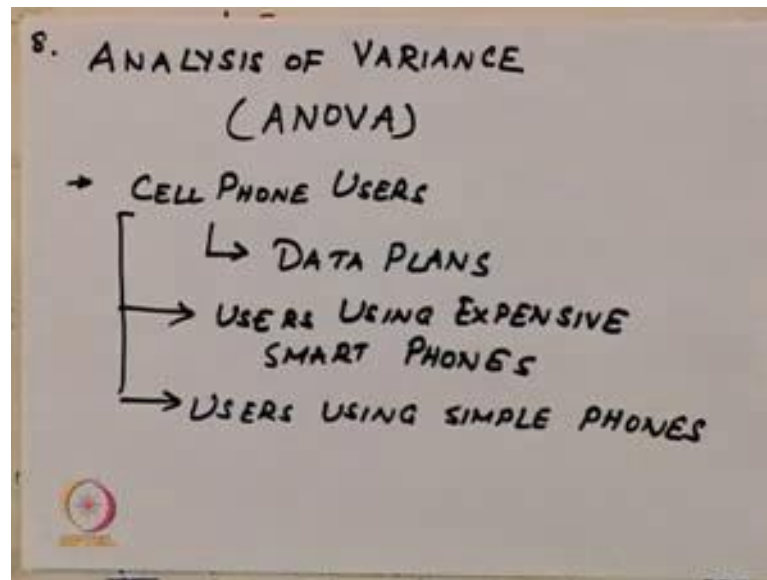 8. ANALYSIS OF VARIANCE
(ANOVA)
→ CELL PHONE USERS
↳ DATA PLANS
→ USERS USING EXPENSIVE
SMART PHONES
→ USERS USING SIMPLE PHONES
NPTEL